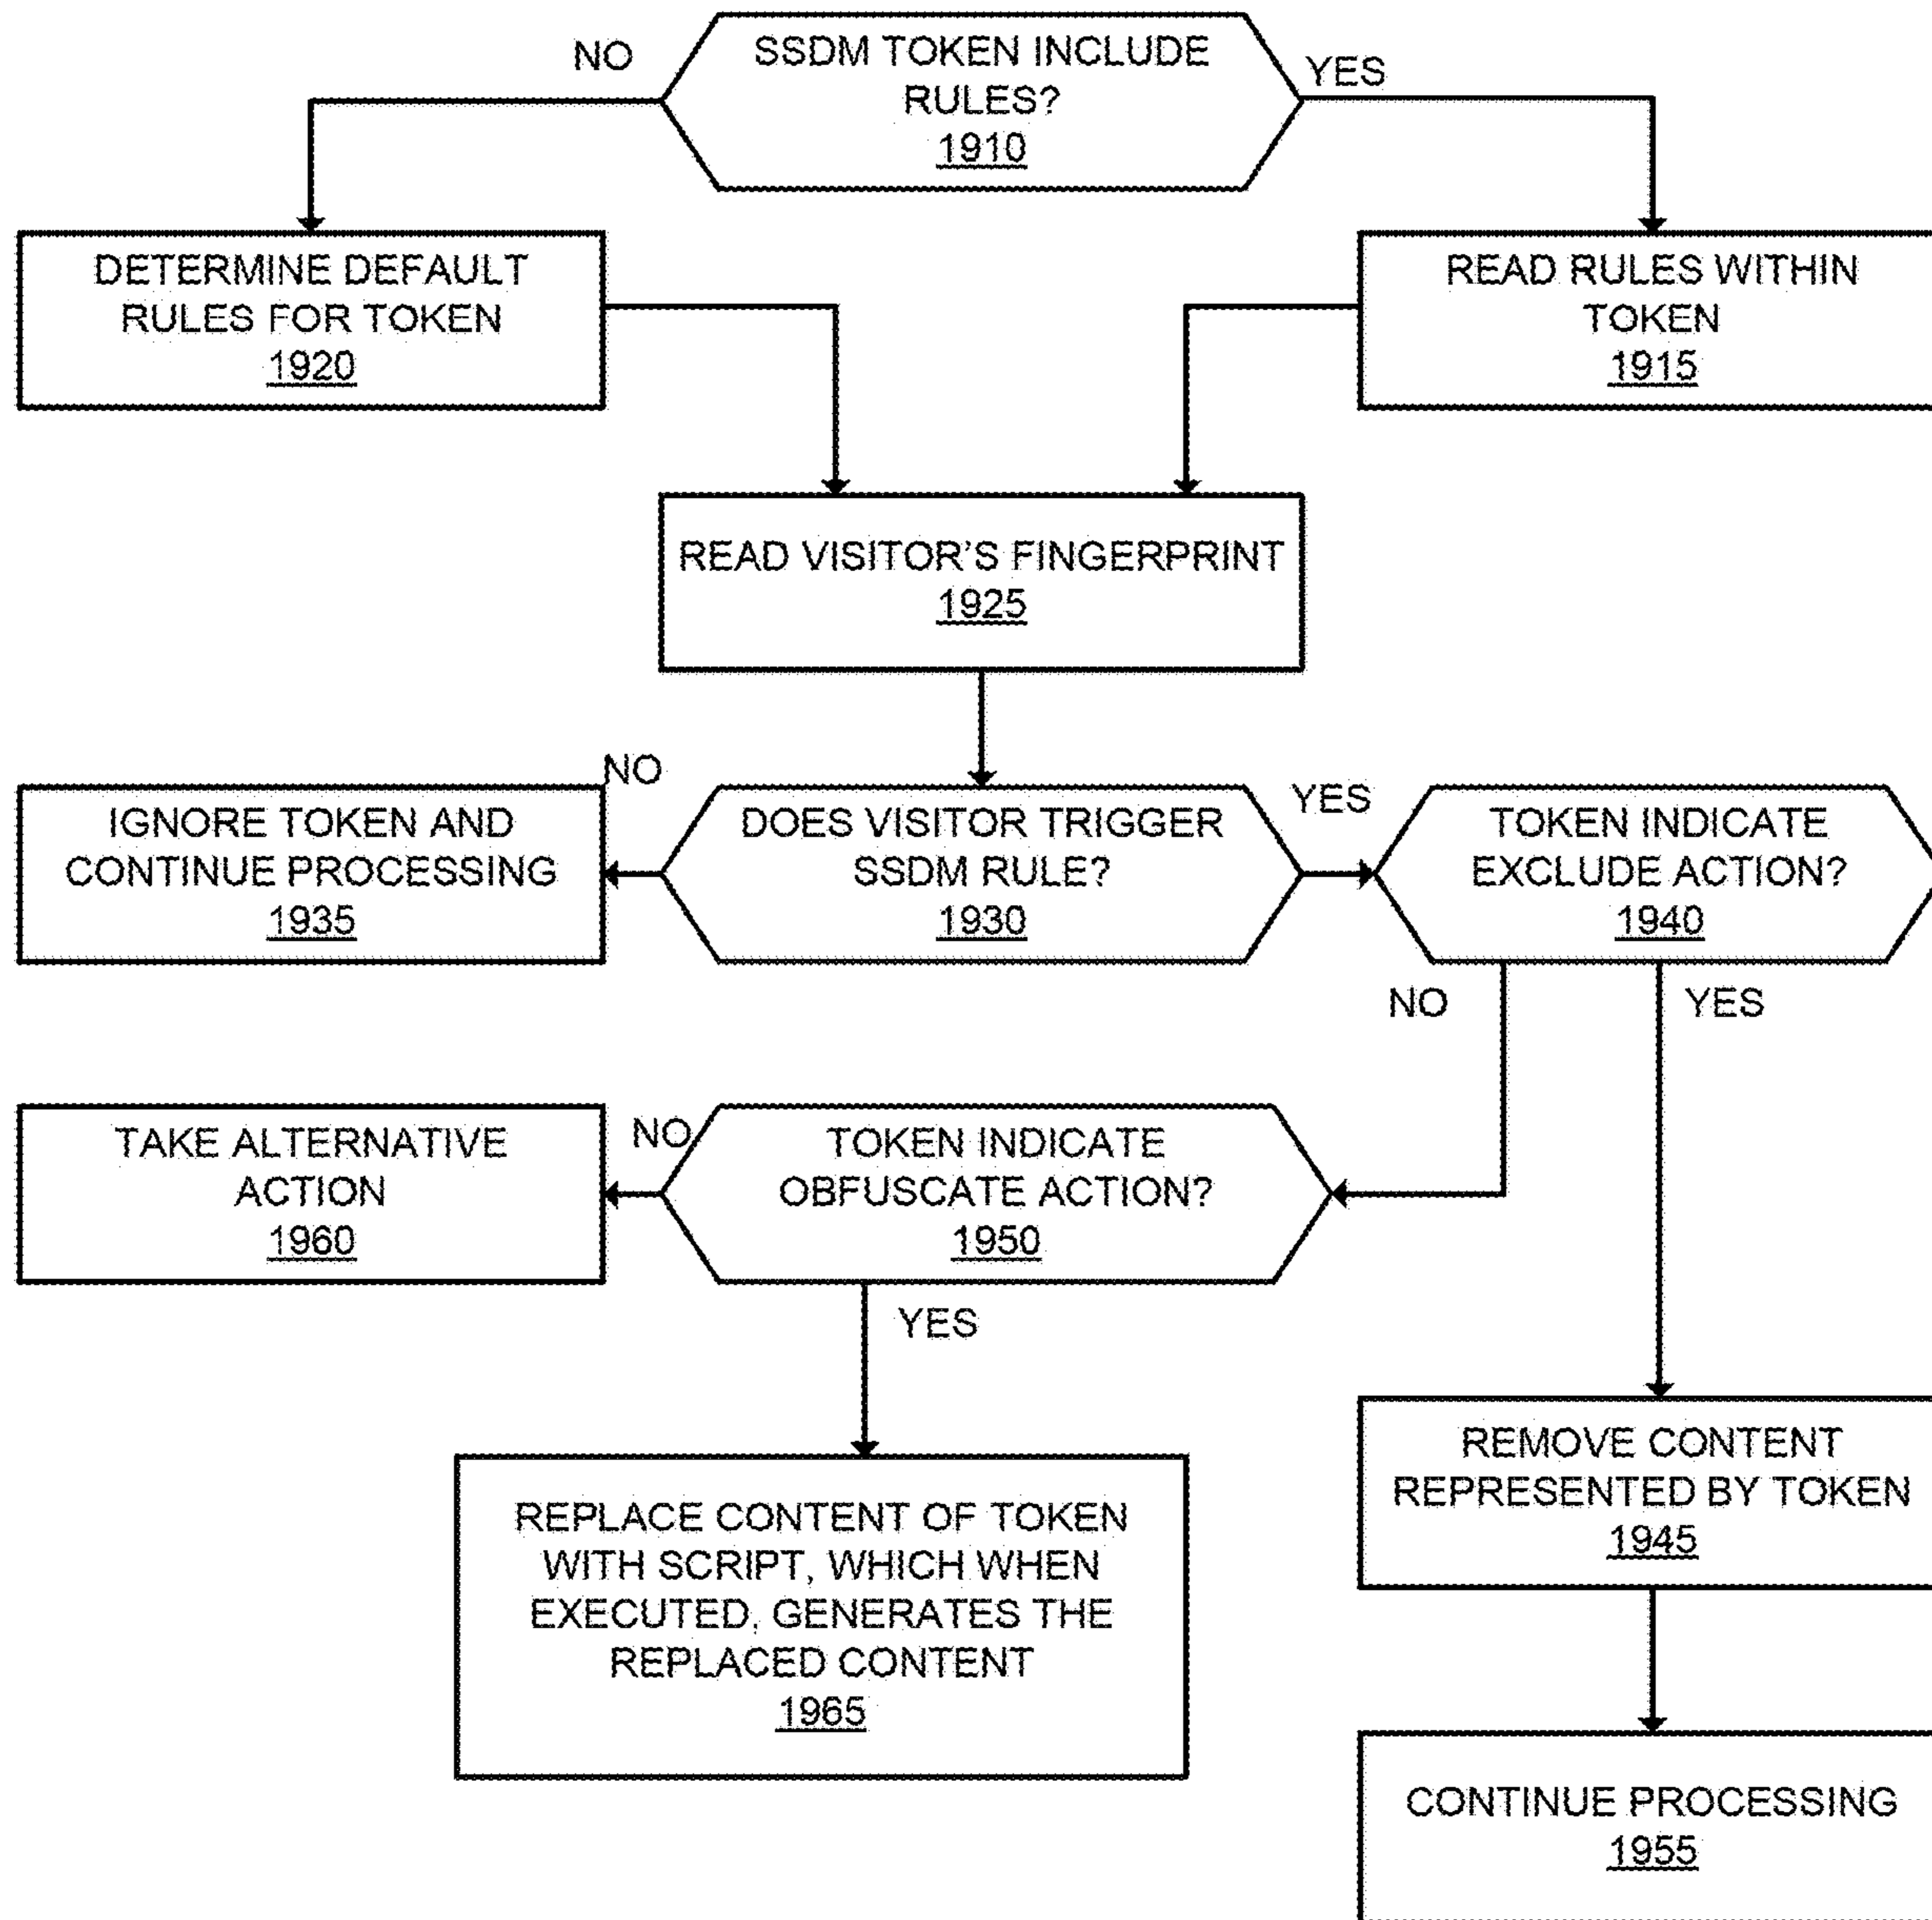 NO
SSDM TOKEN INCLUDE
RULES?
1910
YES
DETERMINE DEFAULT
RULES FOR TOKEN
1920
READ RULES WITHIN
TOKEN
1915
READ VISITOR'S FINGERPRINT
1925
NO
IGNORE TOKEN AND
CONTINUE PROCESSING
1935
DOES VISITOR TRIGGER
SSDM RULE?
1930
YES
TOKEN INDICATE
EXCLUDE ACTION?
1940
NO
YES
TAKE ALTERNATIVE
ACTION
1960
NO
TOKEN INDICATE
OBFUSCATE ACTION?
1950
YES
REPLACE CONTENT OF TOKEN
WITH SCRIPT, WHICH WHEN
EXECUTED, GENERATES THE
REPLACED CONTENT
1965
REMOVE CONTENT
REPRESENTED BY TOKEN
1945
CONTINUE PROCESSING
1955